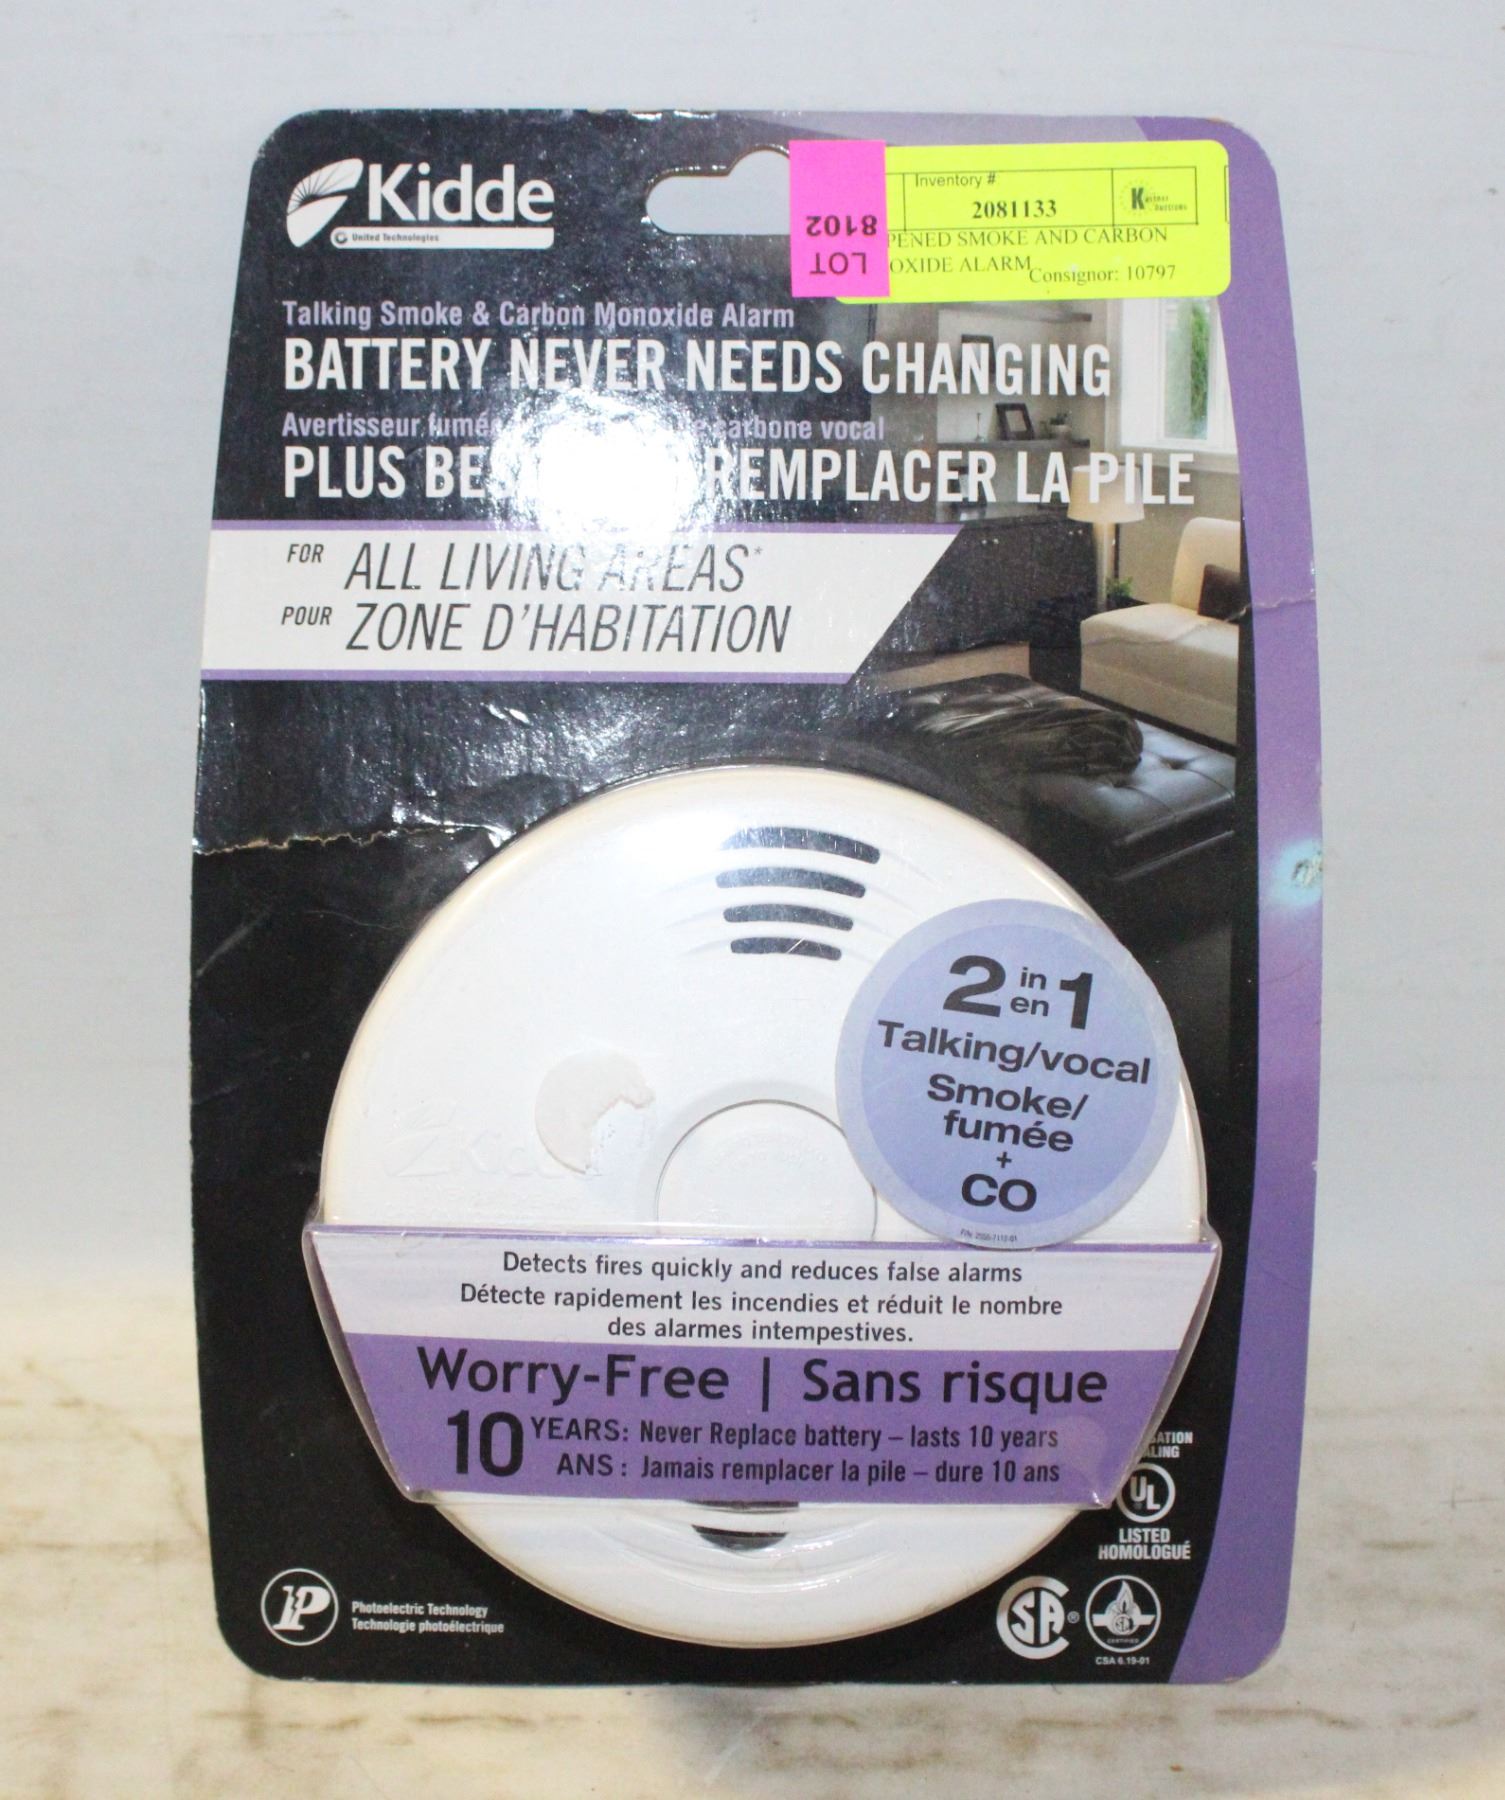 Kidde
United Technologies
LOT
8102
Inventory #
2081133
SMOKE AND CARBON
ALARM
Consignor: 10797
Talking Smoke & Carbon Monoxide Alarm
BATTERY NEVER NEEDS CHANGING
Avertisseur carbone vocal
PLUS REMPLACER LA PILE
FOR ALL LIVING AREAS*
POUR ZONE D'HABITATION
2 in en 1
Talking/vocal
Smoke/
fumée
+
CO
Kidde
Detects fires quickly and reduces false alarms
Détecte rapidement les incendies et réduit le nombre
des alarmes intempestives.
Worry-Free | Sans risque
10 YEARS: Never Replace battery – lasts 10 years
ANS : Jamais remplacer la pile – dure 10 ans
UL
LISTED
HOMOLOGUÉ
P
Photoelectric Technology
Technologie photoélectrique
SA®
CERTIFIED
CSA 6.19-01